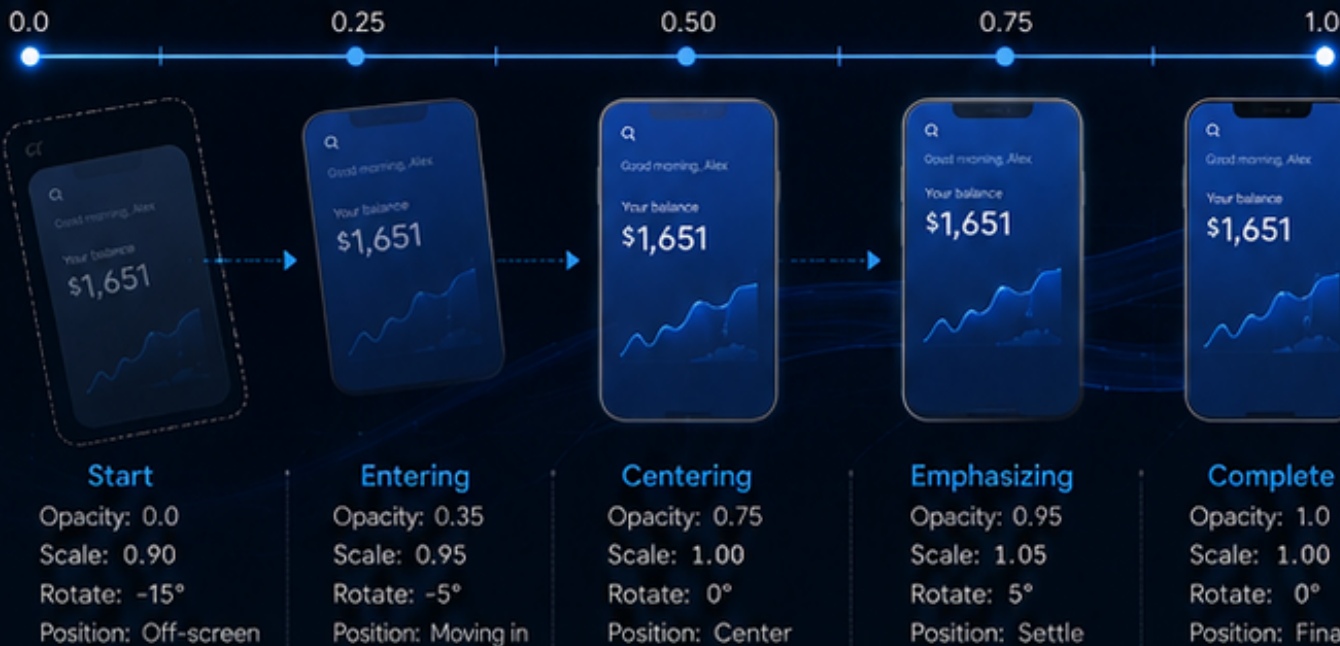 0.0 0.25 0.50 0.75 1.0
Good morning, Alex
Your balance
$1,651
Good morning, Alex
Your balance
$1,651
Good morning, Alex
Your balance
$1,651
Good morning, Alex
Your balance
$1,651
Good morning, Alex
Your balance
$1,651
Start
Opacity: 0.0
Scale: 0.90
Rotate: -15°
Position: Off-screen
Entering
Opacity: 0.35
Scale: 0.95
Rotate: -5°
Position: Moving in
Centering
Opacity: 0.75
Scale: 1.00
Rotate: 0°
Position: Center
Emphasizing
Opacity: 0.95
Scale: 1.05
Rotate: 5°
Position: Settle
Complete
Opacity: 1.0
Scale: 1.00
Rotate: 0°
Position: Fina